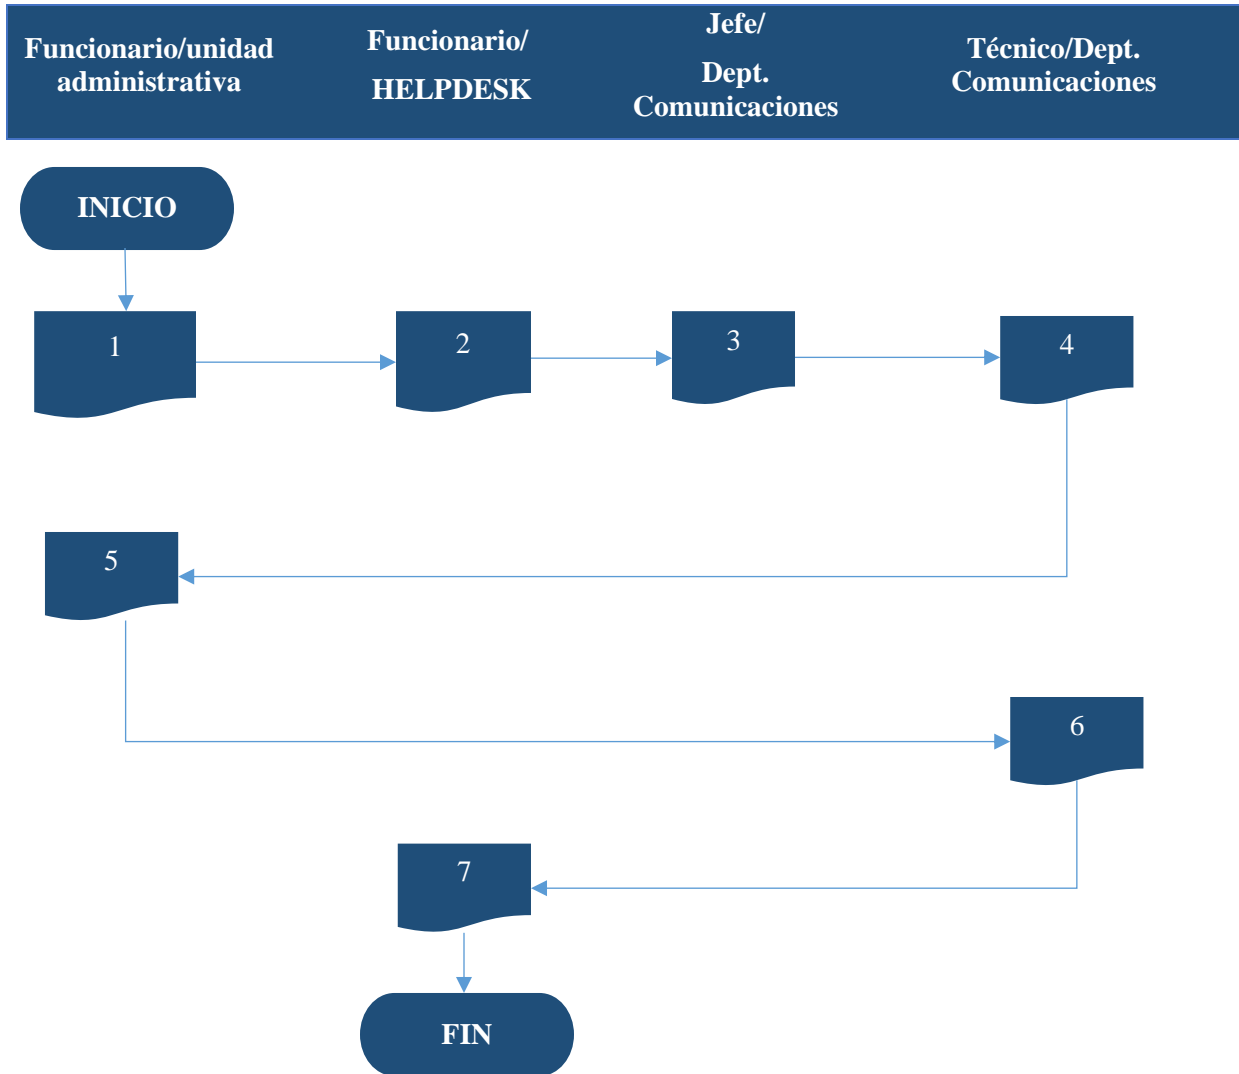 Funcionario/unidad
administrativa
Funcionario/
HELPDESK
Jefe/
Dept.
Comunicaciones
Técnico/Dept.
Comunicaciones
INICIO
1
2
3
4
5
6
7
FIN